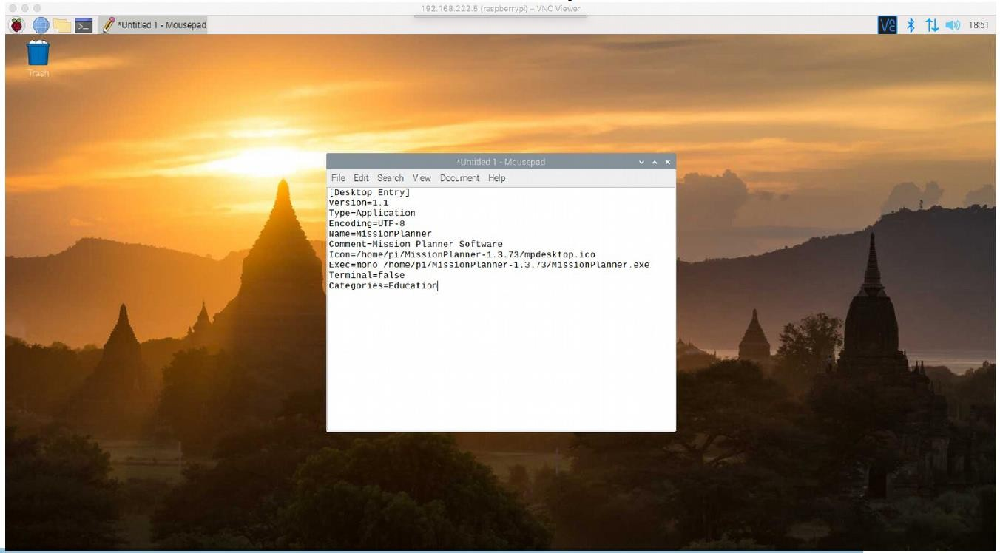 192.168.222.5 (raspberrypi) – VNC Viewer
*Untitled 1 - Mousepad
18:51
Trash
*Untitled 1 - Mousepad
File Edit Search View Document Help
[Desktop Entry]
Version=1.1
Type=Application
Encoding=UTF-8
Name=MissionPlanner
Comment=Mission Planner Software
Icon=/home/pi/MissionPlanner-1.3.73/mpdesktop.ico
Exec=mono /home/pi/MissionPlanner-1.3.73/MissionPlanner.exe
Terminal=false
Categories=Education